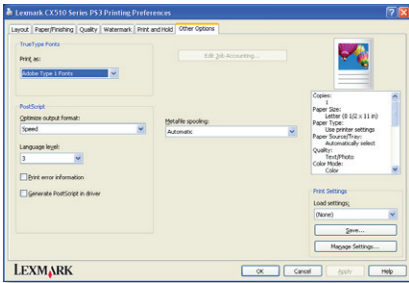 Lexmark CX510 Series PS3 Printing Preferences
Layout Paper/Finishing Quality Watermark Print and Hold Other Options
TrueType Fonts
Print as:
Adobe Type 1 Fonts
Edit Job Accounting...
PostScript
Optimize output format:
Speed
Language level:
3
Print error information
Generate PostScript in driver
Metafile spooling:
Automatic
Copies:
1
Paper Size:
Letter (8 1/2 x 11 in)
Paper Type:
Use printer settings
Paper Source/Tray:
Automatically select
Quality:
Text/Photo
Color Mode:
Color
Print Settings
Load settings:
(None)
Save...
Manage Settings...
LEXMARK
OK Cancel Apply Help